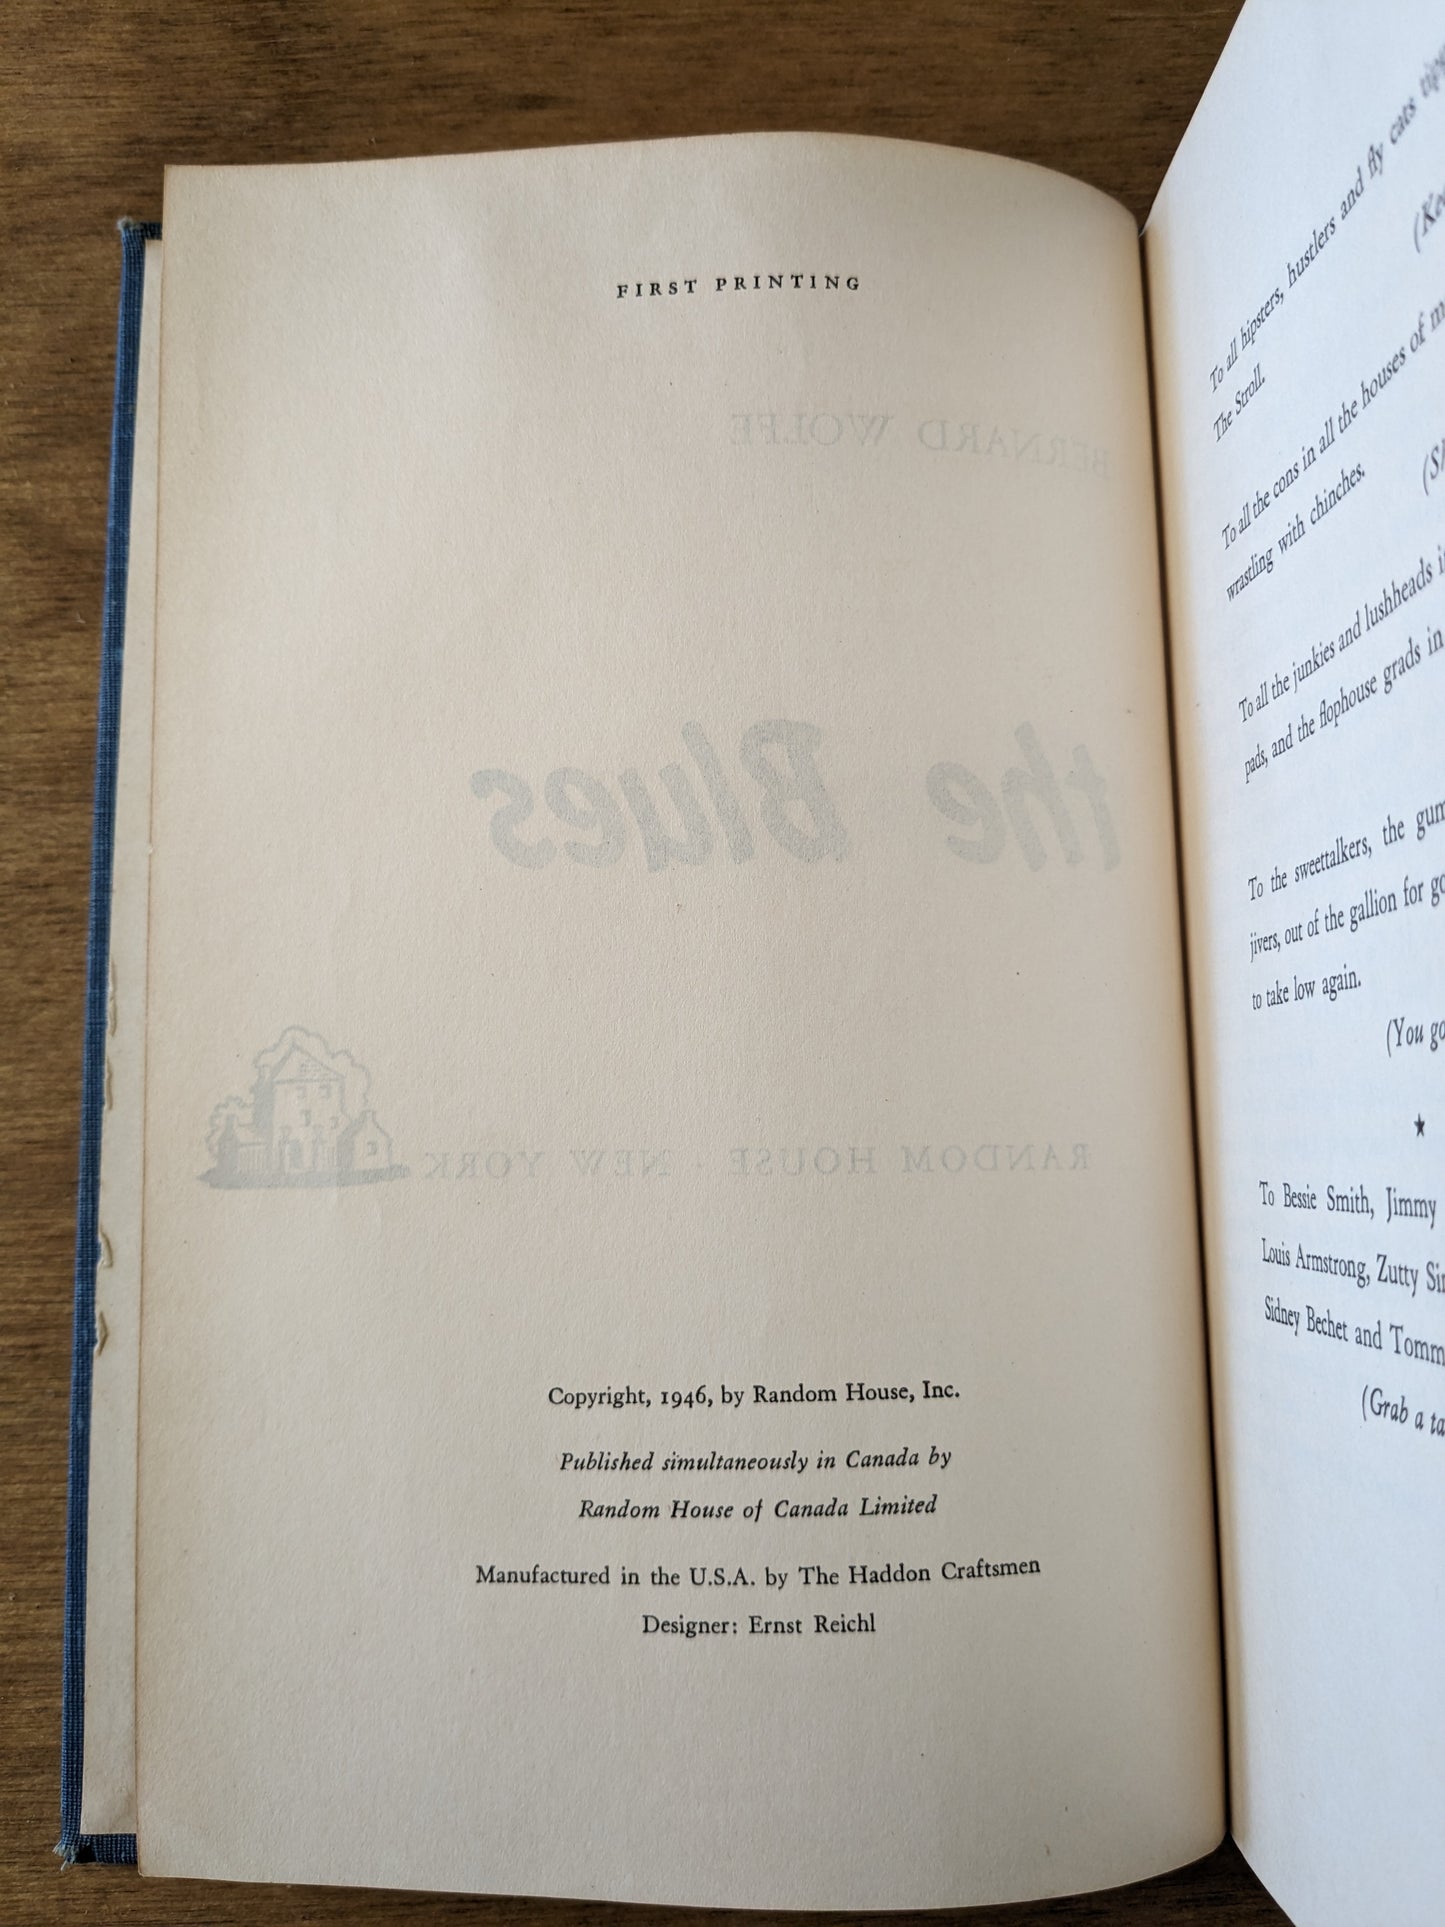 FIRST PRINTING
BERNARD WOLFE
the Blues
RANDOM HOUSE · NEW YORK
Copyright, 1946, by Random House, Inc.
Published simultaneously in Canada by
Random House of Canada Limited
Manufactured in the U.S.A. by The Haddon Craftsmen
Designer: Ernst Reichl
To all hipsters, hustlers and fly cats
The Stroll.
To all the cons in all the houses of
wrastling with chinches.
To all the junkies and lushheads
pads, and the flophouse grads in
To the sweettalkers, the
jivers, out of the gallion for
to take low again.
(You
★
To Bessie Smith, Jimmy
Louis Armstrong, Zutty
Sidney Bechet and
(Grab a